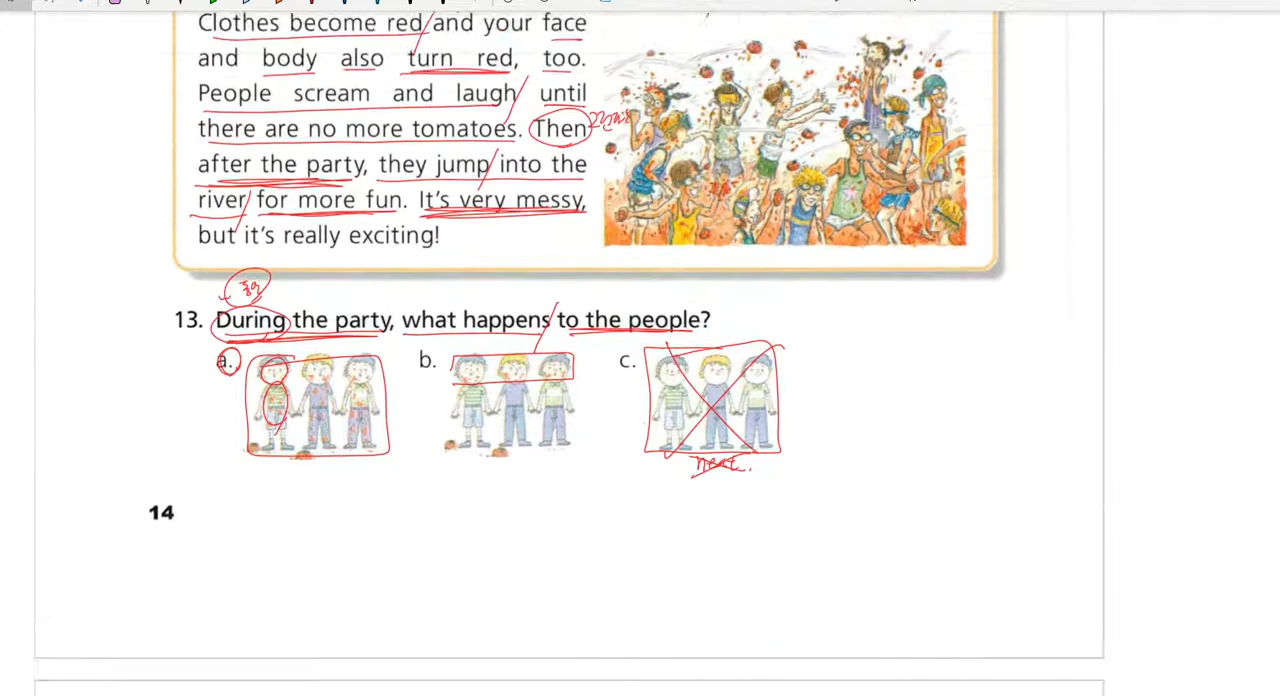 Clothes become red and your face
and body also turn red, too.
People scream and laugh until
there are no more tomatoes. Then
after the party, they jump into the
river for more fun. It's very messy,
but it's really exciting!
13. During the party, what happens to the people?
a. b. c.
neat.
14